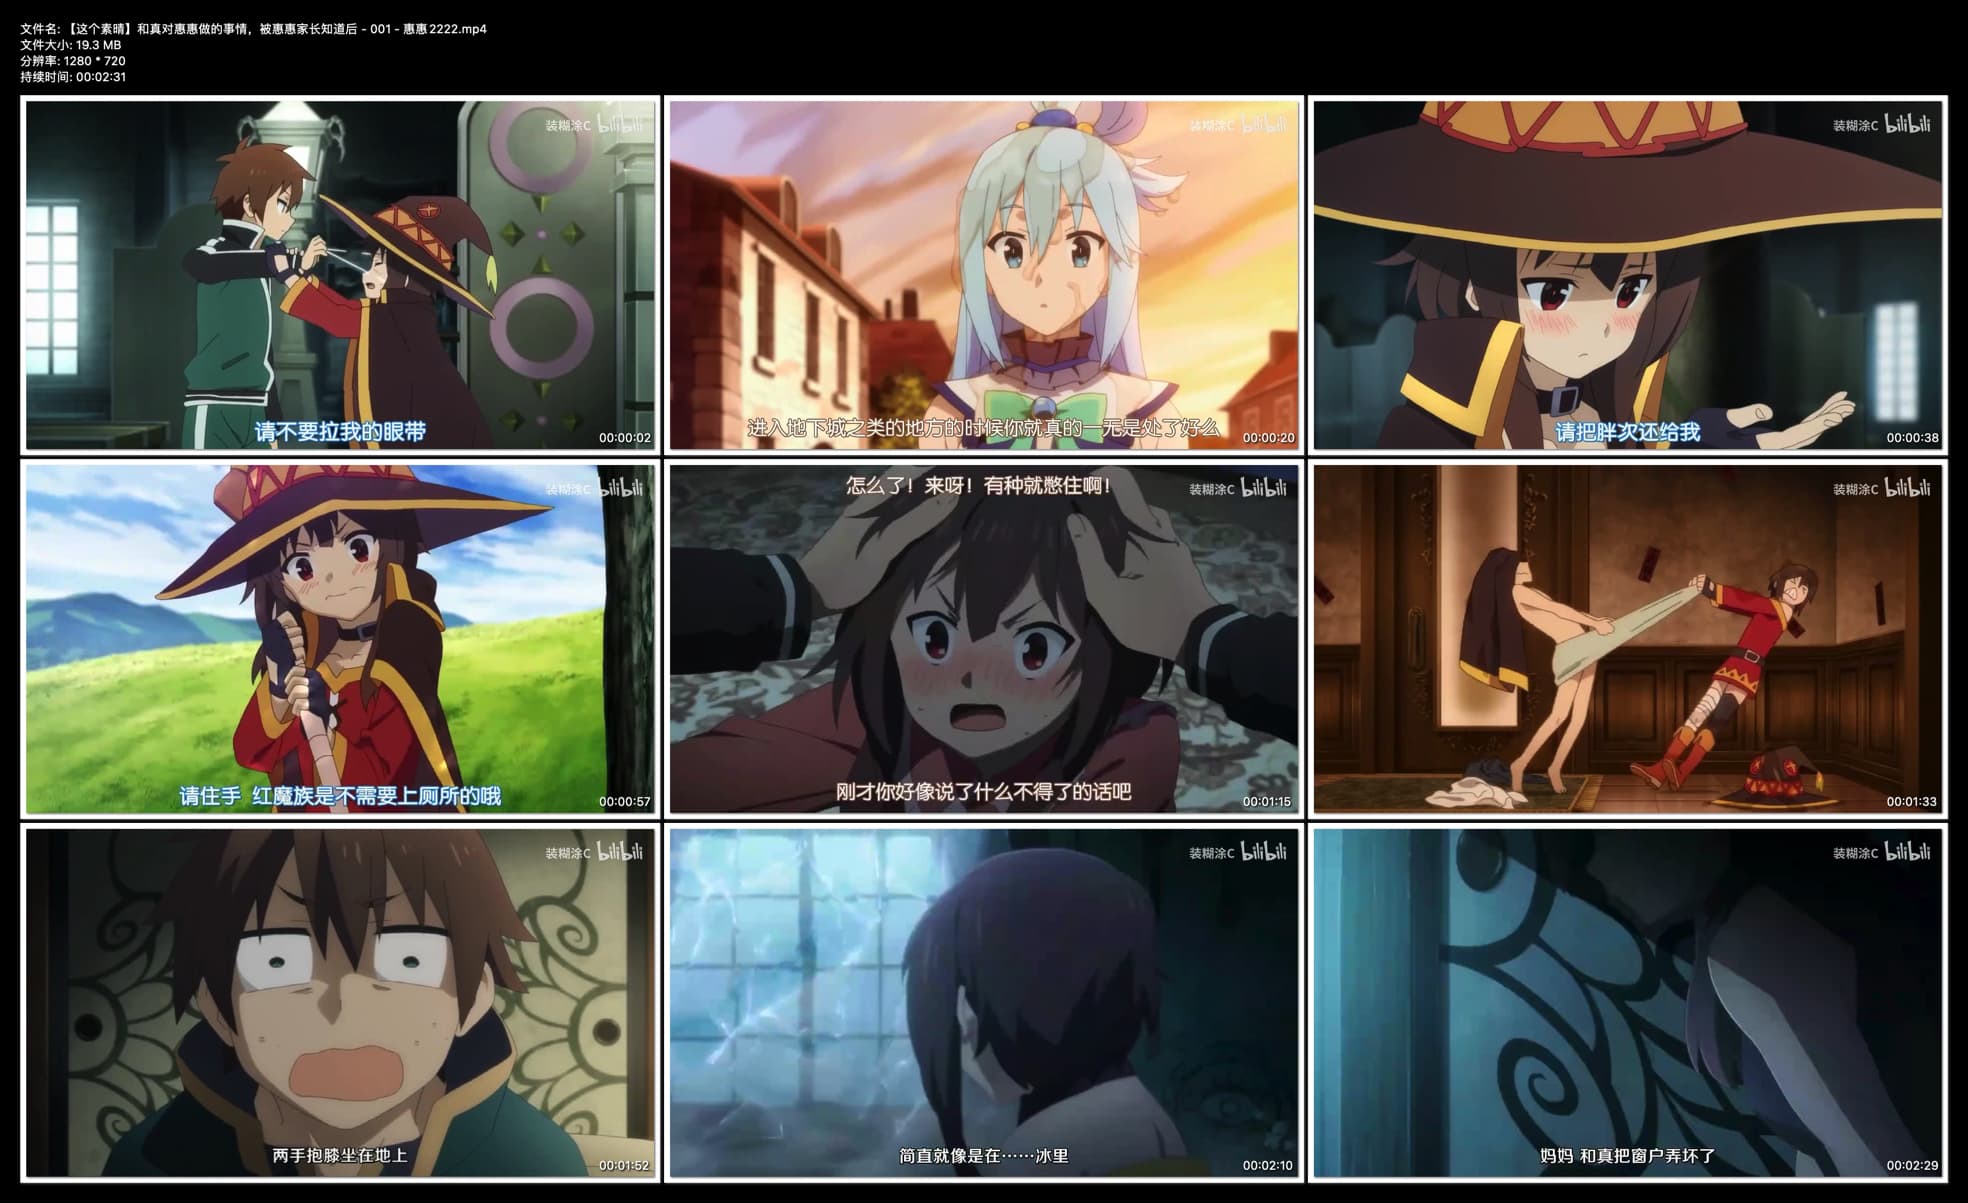 文件名: 【这个素晴】和真对惠惠做的事情，被惠惠家长知道后 - 001 - 惠惠2222.mp4
文件大小: 19.3 MB
分辨率: 1280 * 720
持续时间: 00:02:31
装糊涂C bilibili
请不要拉我的眼带
00:00:02
装糊涂C bilibili
进入地下城之类的地方的时候你就真的一无是处了好么
00:00:20
装糊涂C bilibili
请把胖次还给我
00:00:38
装糊涂C bilibili
请住手 红魔族是不需要上厕所的哦
00:00:57
怎么了！来呀！有种就憋住啊！
装糊涂C bilibili
刚才你好像说了什么不得了的话吧
00:01:15
装糊涂C bilibili
00:01:33
装糊涂C bilibili
两手抱膝坐在地上
00:01:52
装糊涂C bilibili
简直就像是在……冰里
00:02:10
装糊涂C bilibili
妈妈 和真把窗户弄坏了
00:02:29